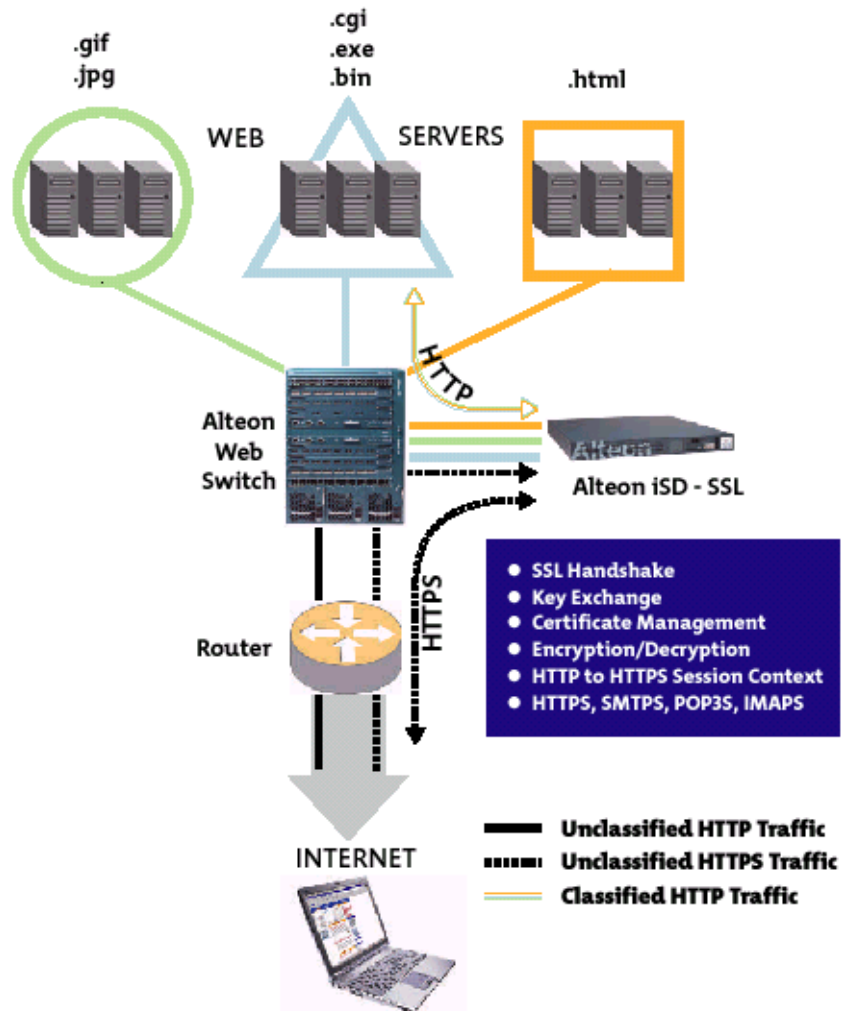 .gif
.jpg
.cgi
.exe
.bin
.html
WEB
SERVERS
HTTP
Alteon
Web
Switch
Alteon
Alteon iSD - SSL
HTTPS
Router
● SSL Handshake
● Key Exchange
● Certificate Management
● Encryption/Decryption
● HTTP to HTTPS Session Context
● HTTPS, SMTPS, POP3S, IMAPS
INTERNET
Unclassified HTTP Traffic
Unclassified HTTPS Traffic
Classified HTTP Traffic